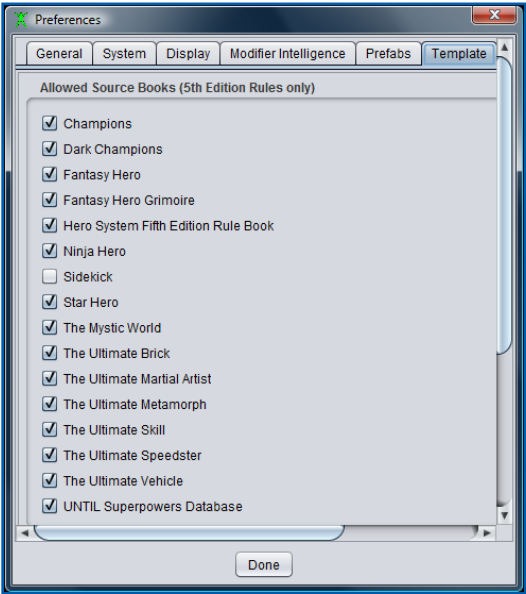 Preferences
General System Display Modifier Intelligence Prefabs Template
Allowed Source Books (5th Edition Rules only)
Champions
Dark Champions
Fantasy Hero
Fantasy Hero Grimoire
Hero System Fifth Edition Rule Book
Ninja Hero
Sidekick
Star Hero
The Mystic World
The Ultimate Brick
The Ultimate Martial Artist
The Ultimate Metamorph
The Ultimate Skill
The Ultimate Speedster
The Ultimate Vehicle
UNTIL Superpowers Database
Done